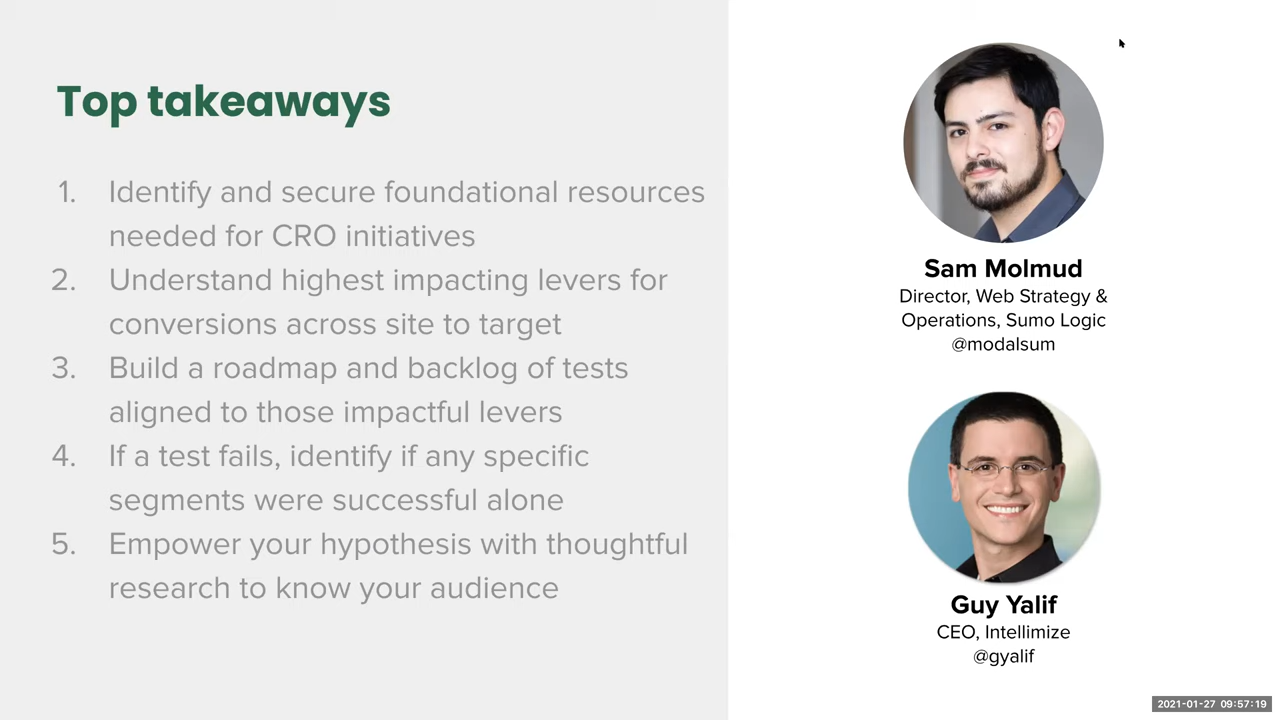 Top takeaways
1. Identify and secure foundational resources
needed for CRO initiatives
2. Understand highest impacting levers for
conversions across site to target
3. Build a roadmap and backlog of tests
aligned to those impactful levers
4. If a test fails, identify if any specific
segments were successful alone
5. Empower your hypothesis with thoughtful
research to know your audience
Sam Molmud
Director, Web Strategy &
Operations, Sumo Logic
@modalsum
Guy Yalif
CEO, Intellimize
@gyalif
2021-01-27 09:57:19